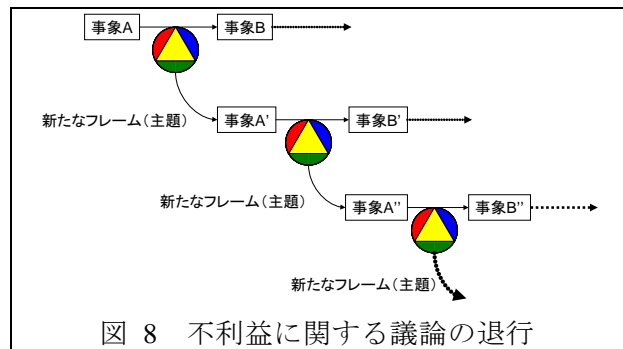 事象A
事象B
新たなフレーム(主題)
事象A'
事象B'
新たなフレーム(主題)
事象A''
事象B''
新たなフレーム(主題)
図 8 不利益に関する議論の退行